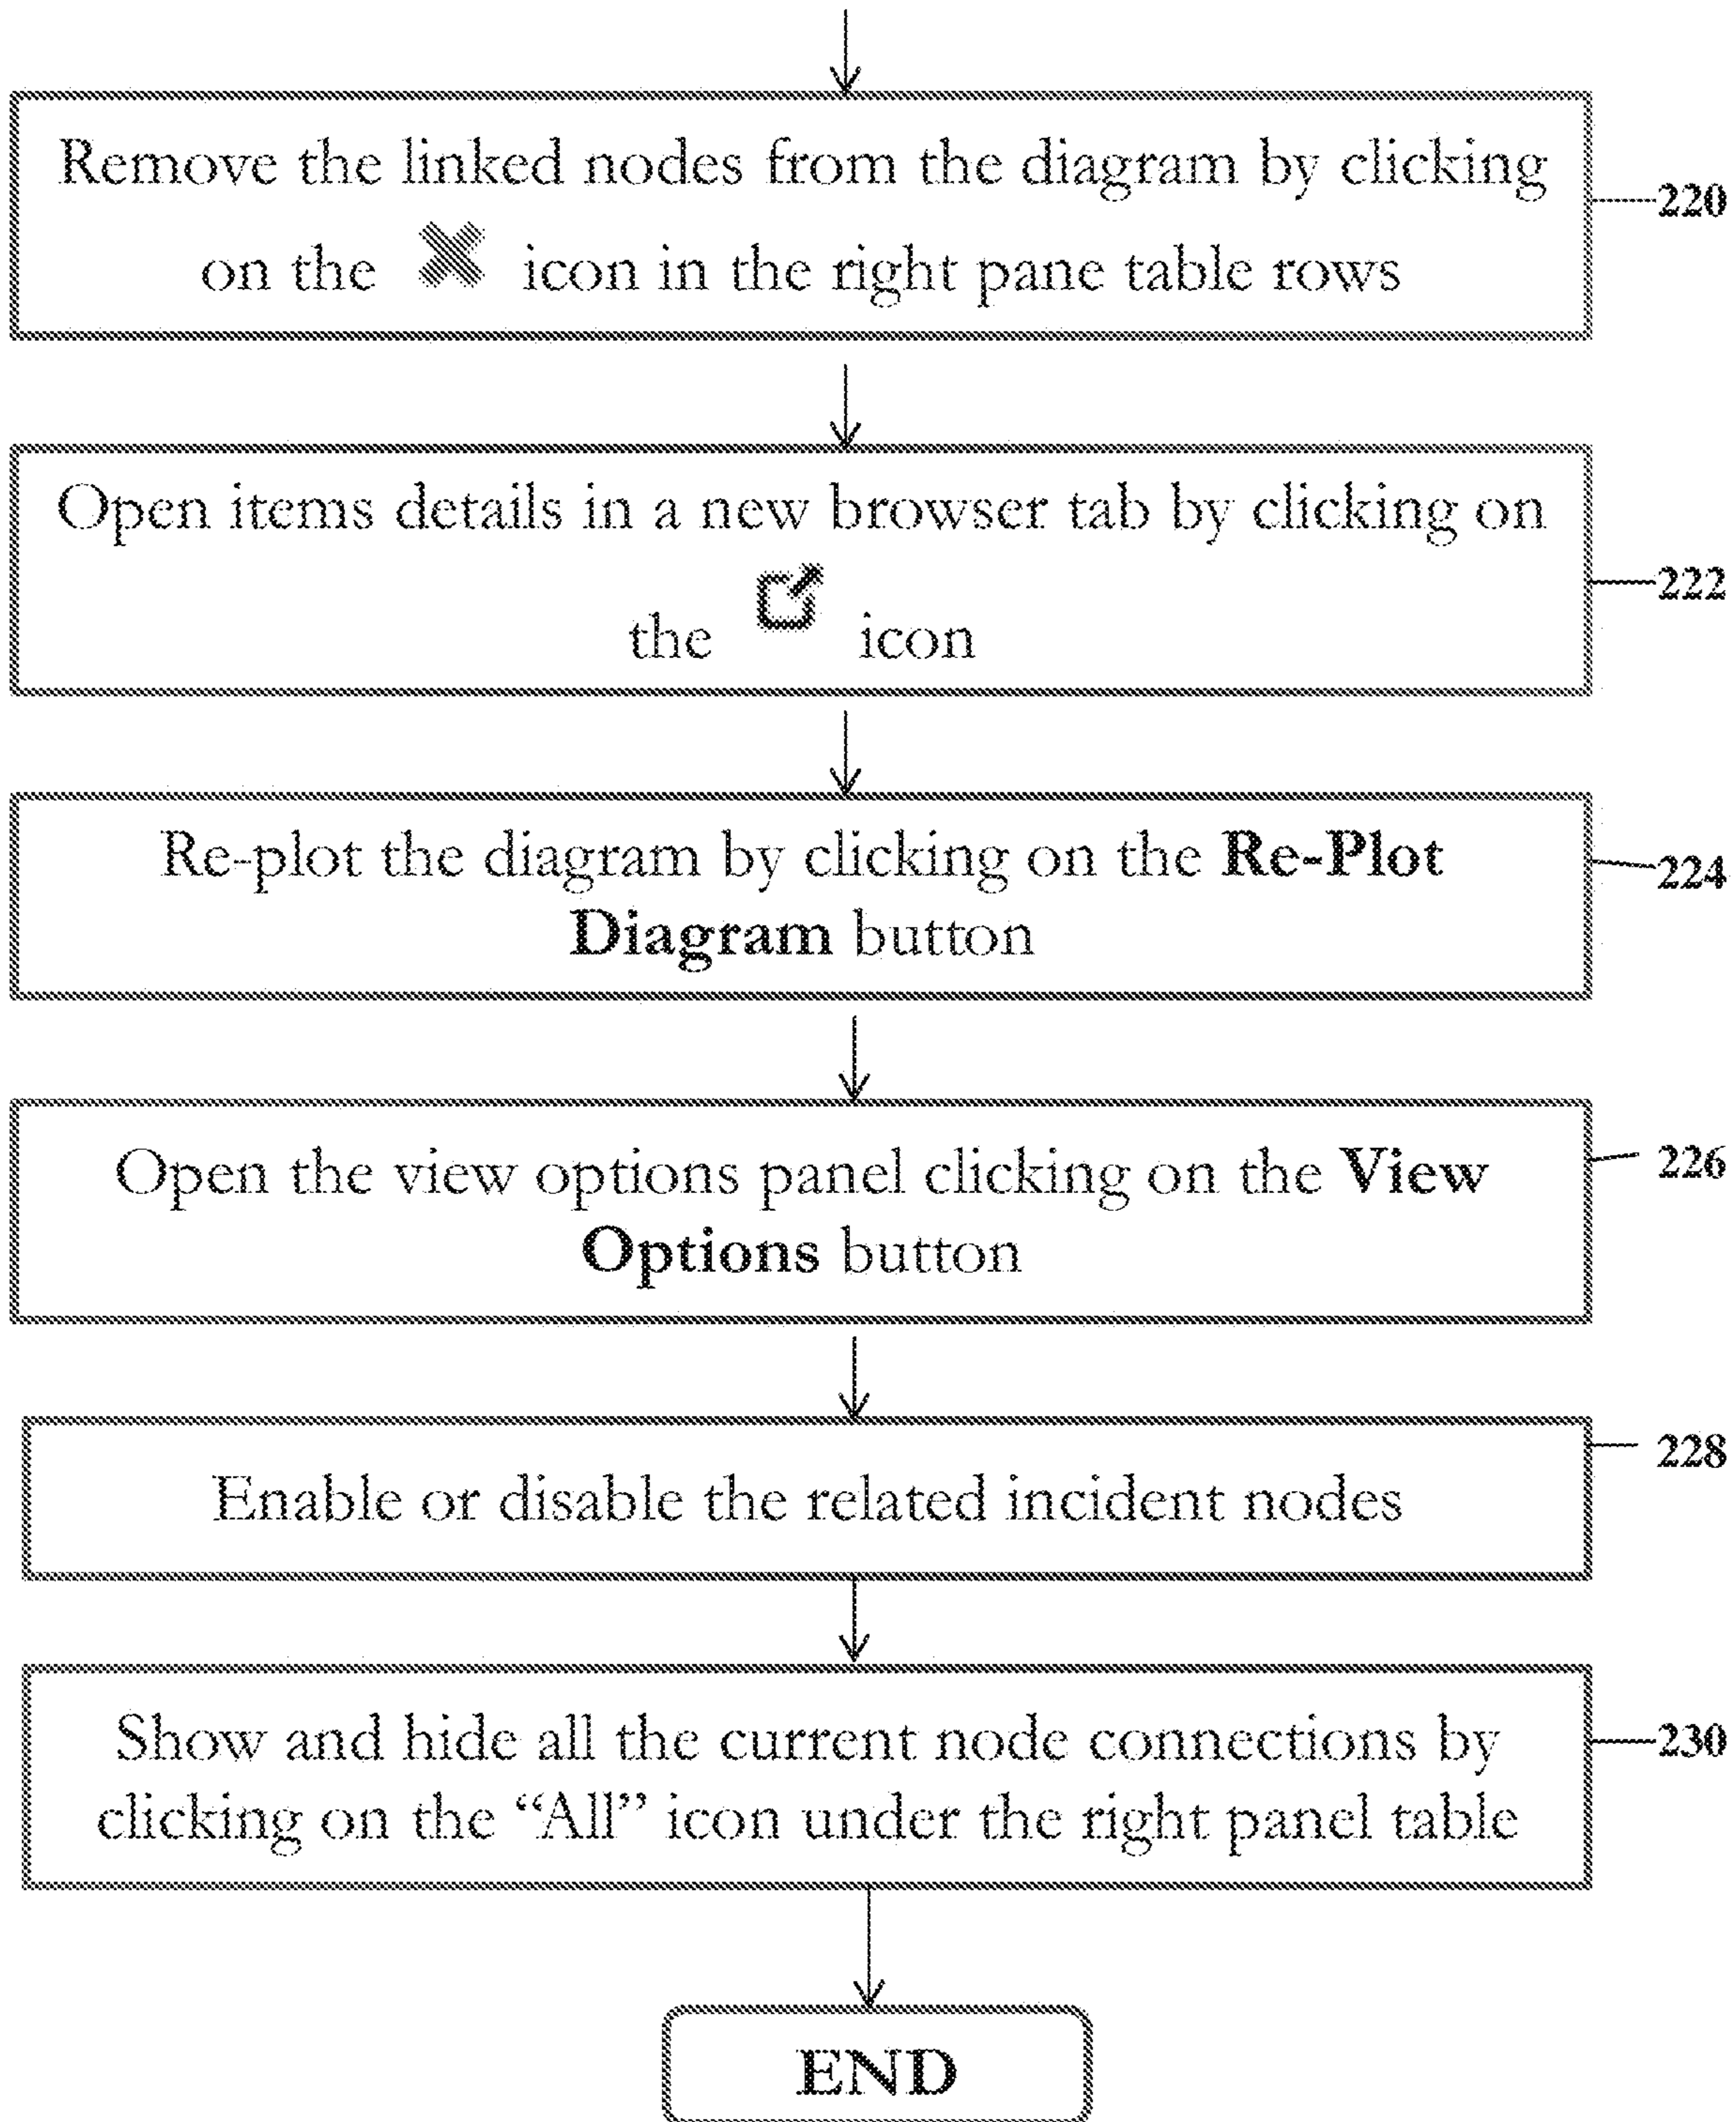 Remove the linked nodes from the diagram by clicking
on the icon in the right pane table rows
220
Open items details in a new browser tab by clicking on
the icon
222
Re-plot the diagram by clicking on the Re-Plot
Diagram button
224
Open the view options panel clicking on the View
Options button
226
Enable or disable the related incident nodes
228
Show and hide all the current node connections by
clicking on the “All” icon under the right panel table
230
END